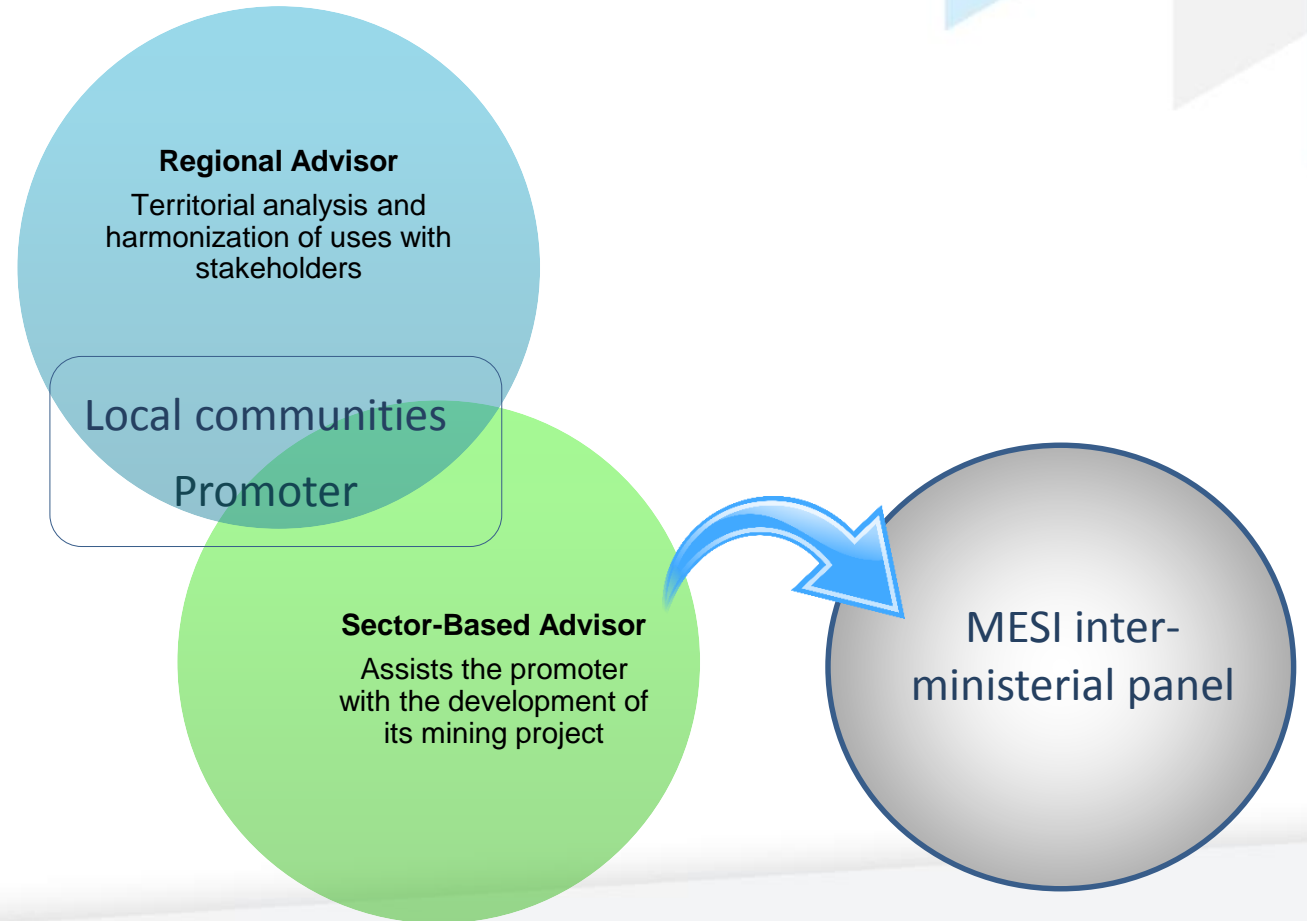 Regional Advisor
Territorial analysis and
harmonization of uses with
stakeholders
Local communities
Promoter
Sector-Based Advisor
Assists the promoter
with the development of
its mining project
MESI inter-
ministerial panel